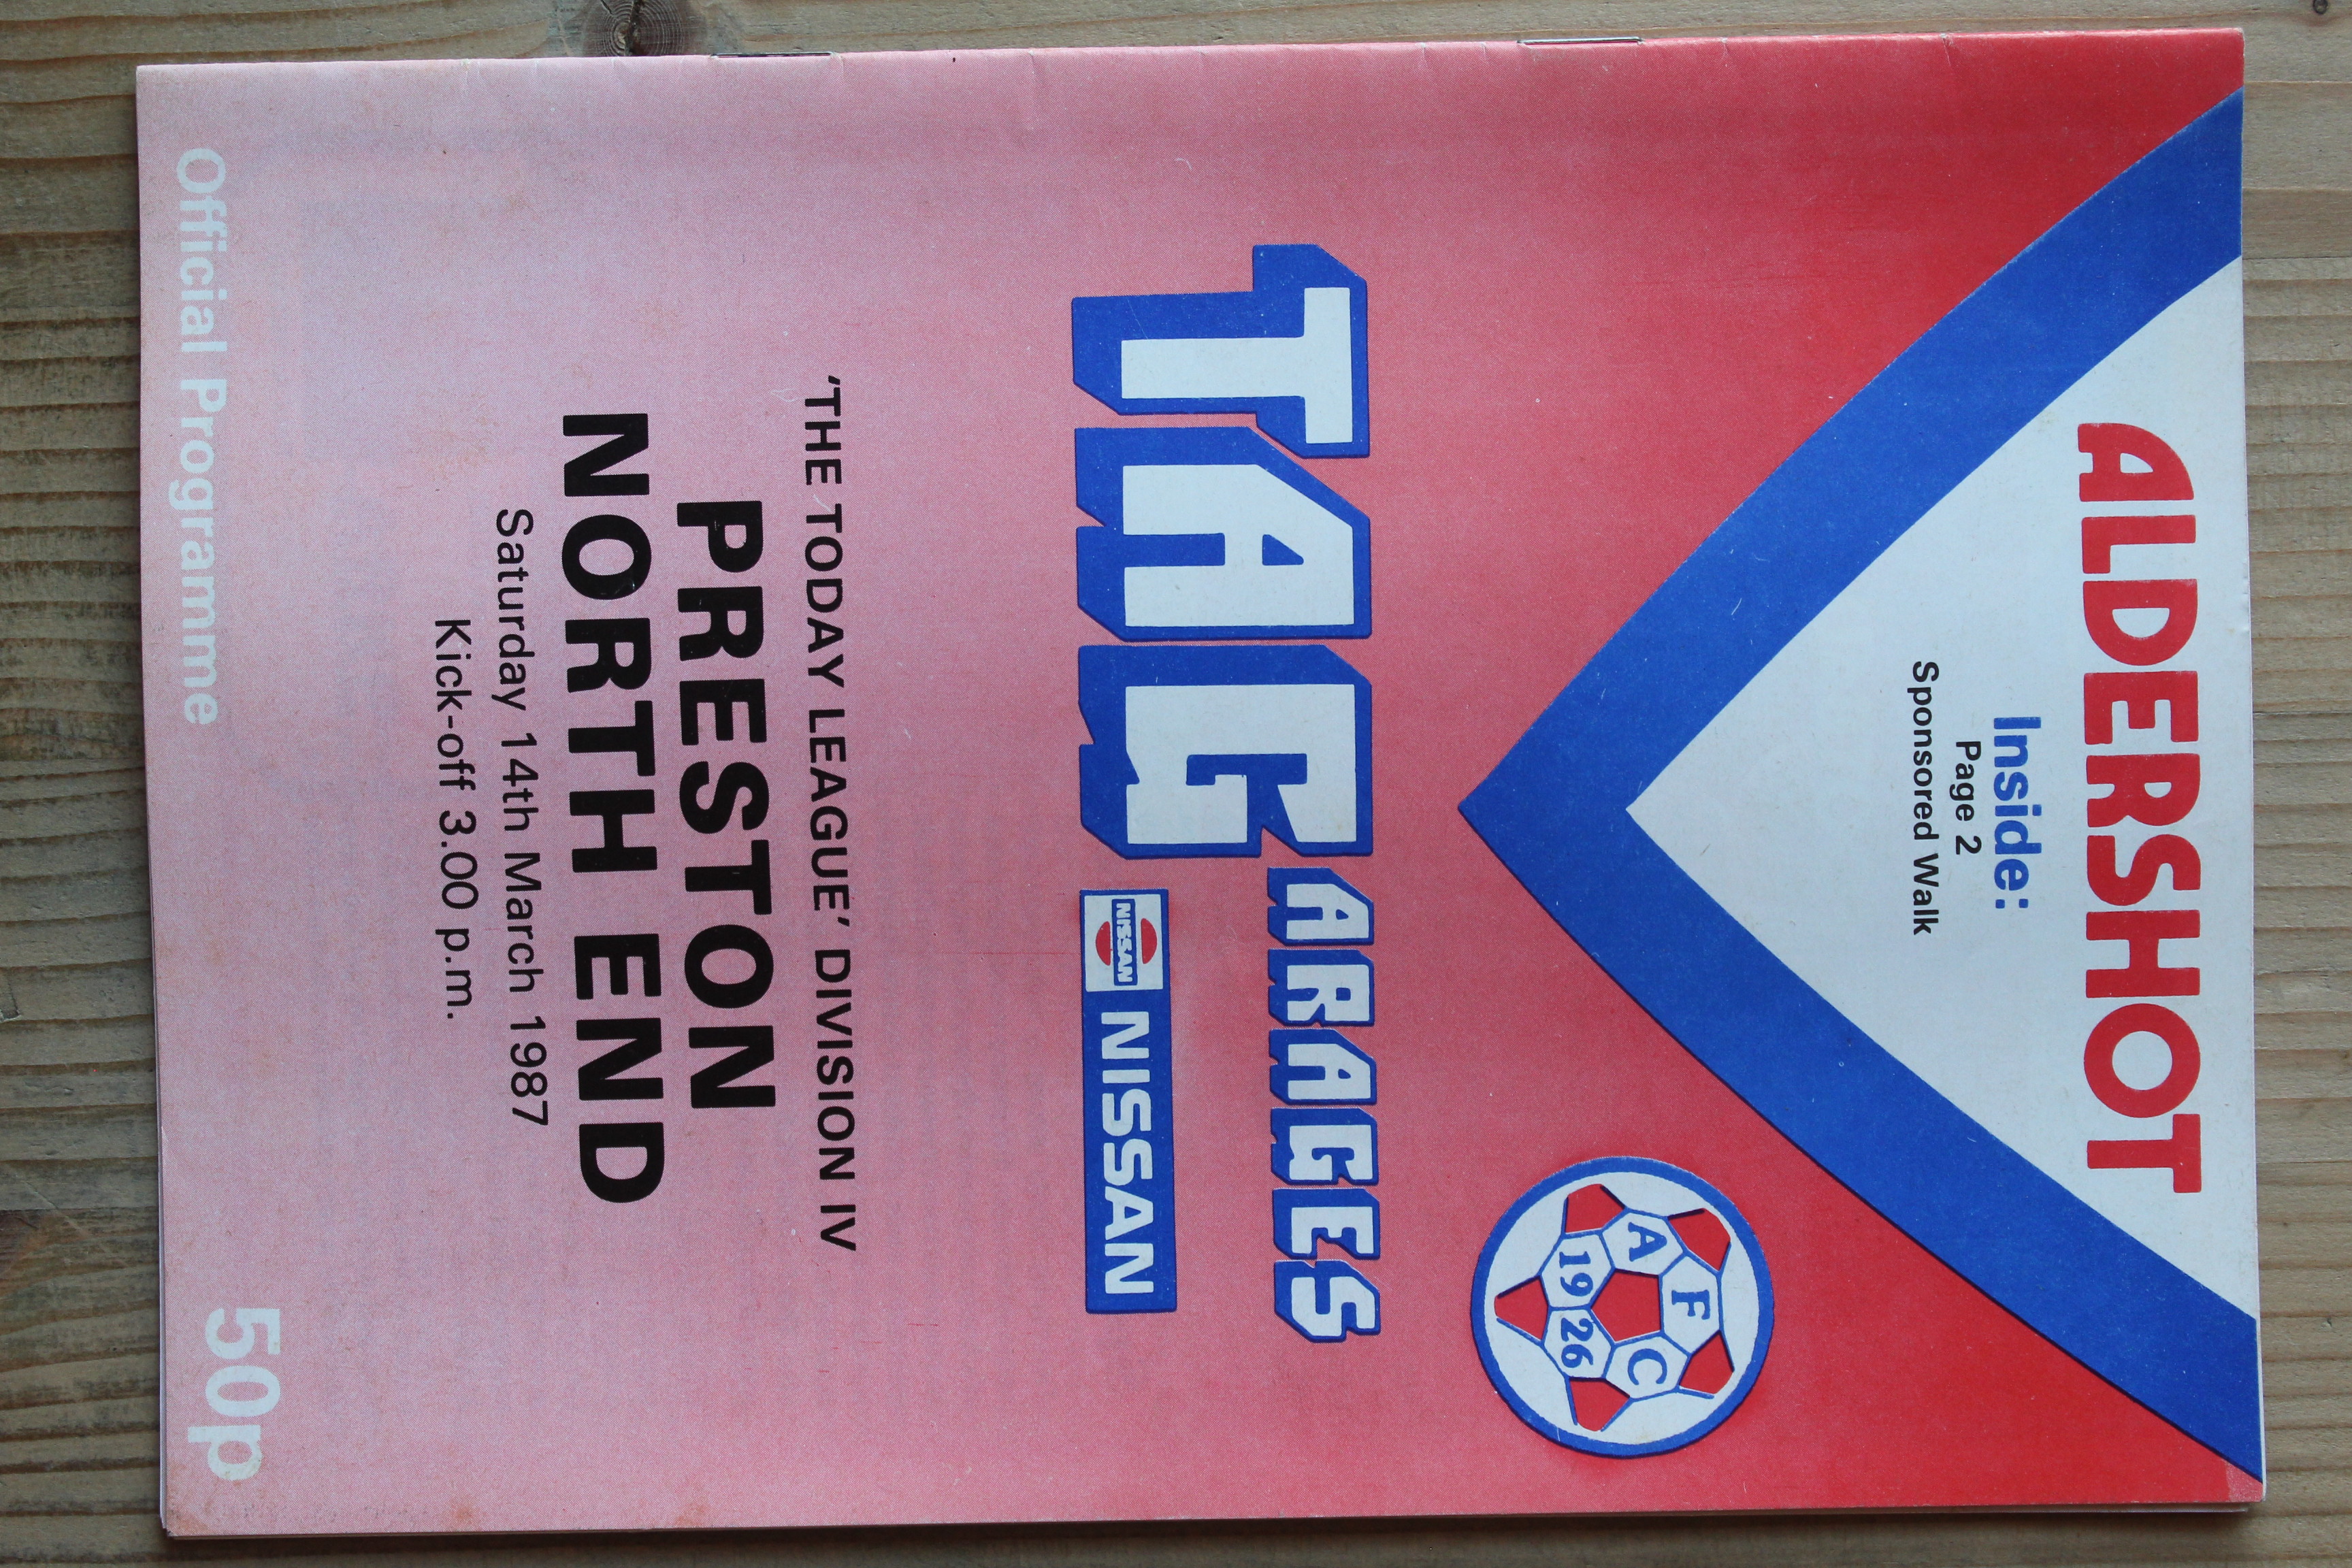 ALDERSHOT
Inside:
Page 2
Sponsored Walk
AFC
1926
TAG ARAGES
NISSAN NISSAN
'THE TODAY LEAGUE' DIVISION IV
PRESTON
NORTH END
Saturday 14th March 1987
Kick-off 3.00 p.m.
Official Programme 50p